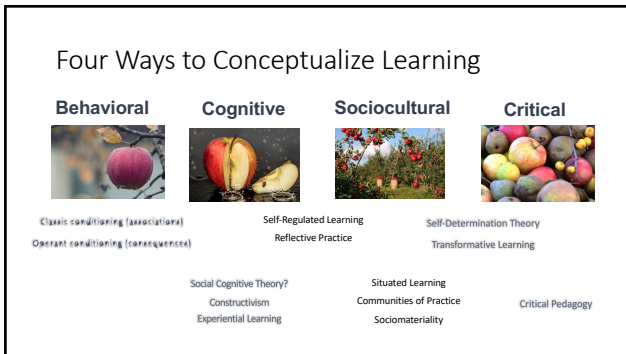 Four Ways to Conceptualize Learning
Behavioral
Cognitive
Sociocultural
Critical
Classic conditioning (associations)
Operant conditioning (consequences)
Self-Regulated Learning
Reflective Practice
Self-Determination Theory
Transformative Learning
Social Cognitive Theory?
Constructivism
Experiential Learning
Situated Learning
Communities of Practice
Sociomateriality
Critical Pedagogy